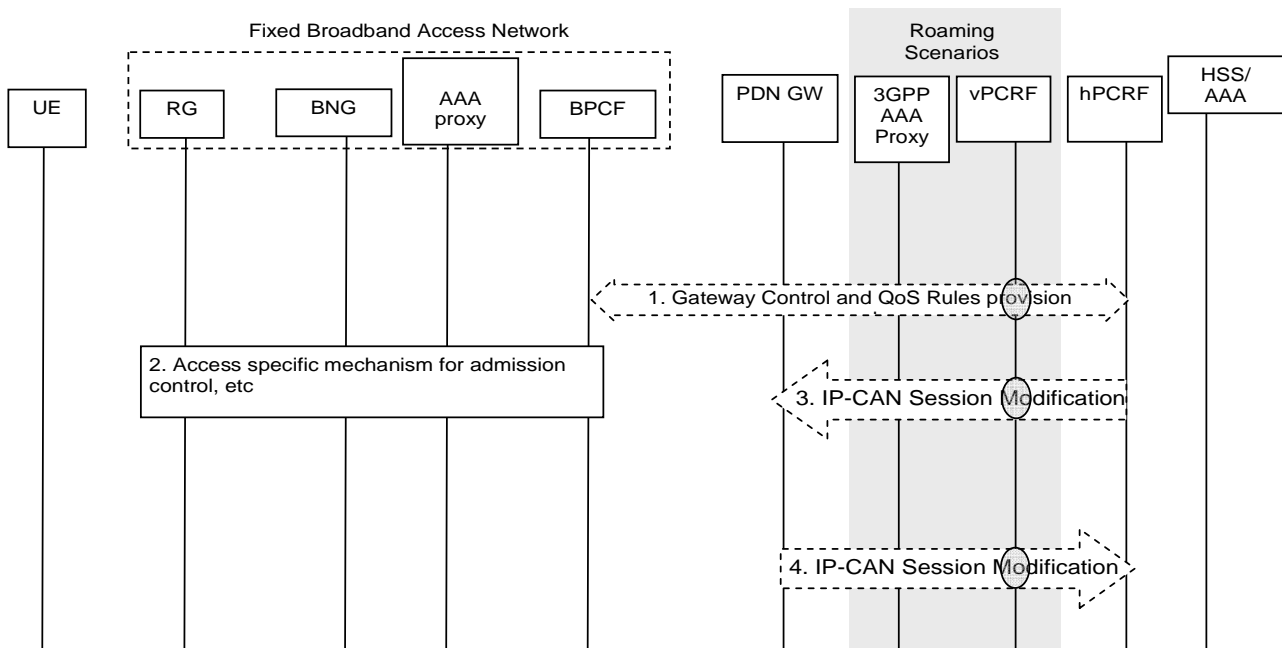 Fixed Broadband Access Network
Roaming
Scenarios
UE
RG
BNG
AAA
proxy
BPCF
PDN GW
3GPP
AAA
Proxy
vPCRF
hPCRF
HSS/
AAA
1. Gateway Control and QoS Rules provision
2. Access specific mechanism for admission
control, etc
3. IP-CAN Session Modification
4. IP-CAN Session Modification